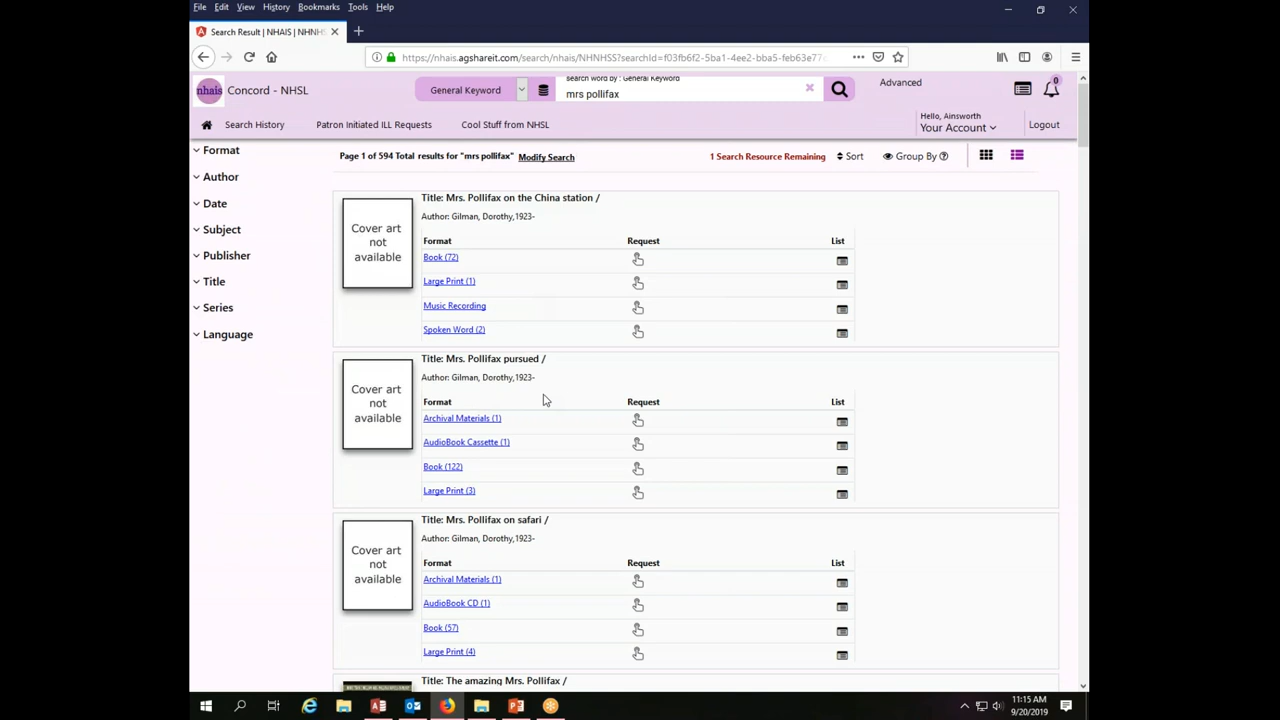 File Edit View History Bookmarks Tools Help
Search Result | NHAIS | NHNHS
https://nhais.agshareit.com/search/nhais/NHNHSS?searchId=f03fb6f2-5ba1-4ee2-bba5-feb63e77
nhais Concord - NHSL
General Keyword
search word by : General Keyword
mrs pollifax
Advanced
0
Search History Patron Initiated ILL Requests Cool Stuff from NHSL
Hello, Ainsworth
Your Account
Logout
Format
Author
Date
Subject
Publisher
Title
Series
Language
Page 1 of 594 Total results for "mrs pollifax" Modify Search
1 Search Resource Remaining Sort Group By
Cover art
not
available
Title: Mrs. Pollifax on the China station /
Author: Gilman, Dorothy,1923-
Format Request List
Book (72)
Large Print (1)
Music Recording
Spoken Word (2)
Cover art
not
available
Title: Mrs. Pollifax pursued /
Author: Gilman, Dorothy,1923-
Format Request List
Archival Materials (1)
AudioBook Cassette (1)
Book (122)
Large Print (3)
Cover art
not
available
Title: Mrs. Pollifax on safari /
Author: Gilman, Dorothy,1923-
Format Request List
Archival Materials (1)
AudioBook CD (1)
Book (57)
Large Print (4)
Title: The amazing Mrs. Pollifax /
11:15 AM
9/20/2019